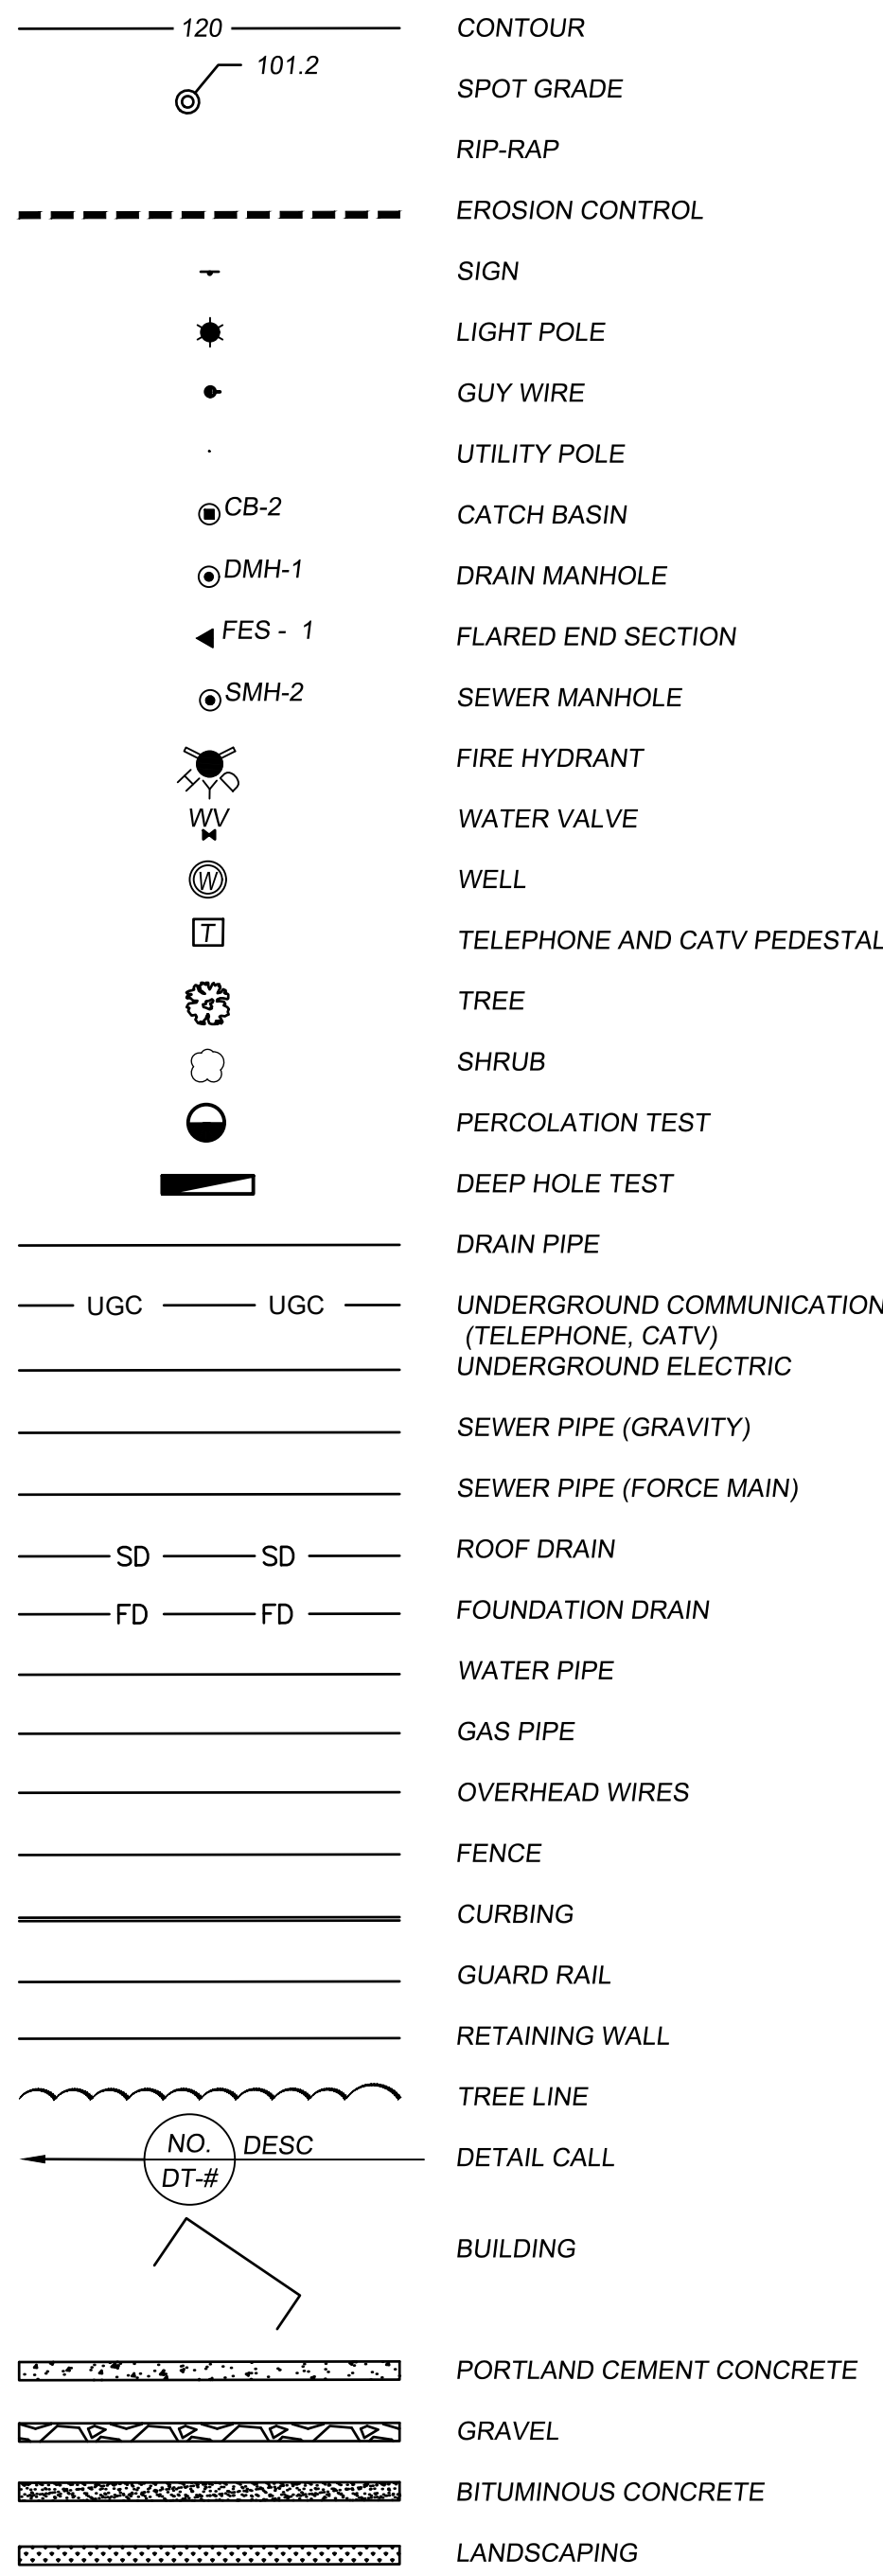 120 CONTOUR
101.2
SPOT GRADE
RIP-RAP
EROSION CONTROL
SIGN
LIGHT POLE
GUY WIRE
UTILITY POLE
CB-2 CATCH BASIN
DMH-1 DRAIN MANHOLE
FES - 1 FLARED END SECTION
SMH-2 SEWER MANHOLE
HYD FIRE HYDRANT
WV WATER VALVE
W WELL
T TELEPHONE AND CATV PEDESTAL
TREE
SHRUB
PERCOLATION TEST
DEEP HOLE TEST
DRAIN PIPE
UGC UGC UNDERGROUND COMMUNICATION
(TELEPHONE, CATV)
UNDERGROUND ELECTRIC
SEWER PIPE (GRAVITY)
SEWER PIPE (FORCE MAIN)
SD SD ROOF DRAIN
FD FD FOUNDATION DRAIN
WATER PIPE
GAS PIPE
OVERHEAD WIRES
FENCE
CURBING
GUARD RAIL
RETAINING WALL
TREE LINE
NO. DESC DETAIL CALL
DT-#
BUILDING
PORTLAND CEMENT CONCRETE
GRAVEL
BITUMINOUS CONCRETE
LANDSCAPING